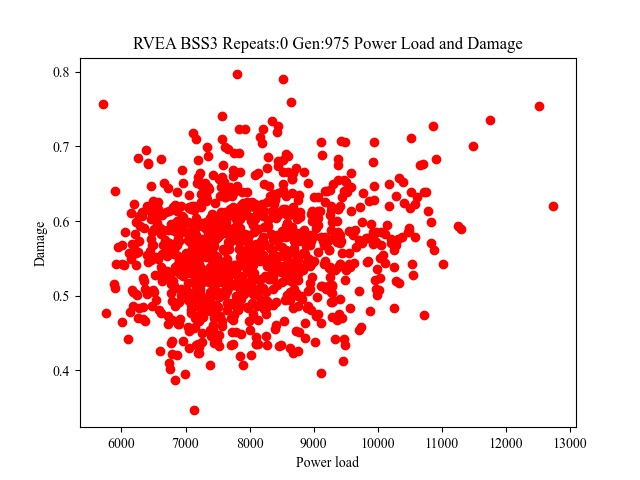 RVEA BSS3 Repeats:0 Gen:975 Power Load and Damage
0.8
0.7
0.6
0.5
0.4
Damage
6000 7000 8000 9000 10000 11000 12000 13000
Power load